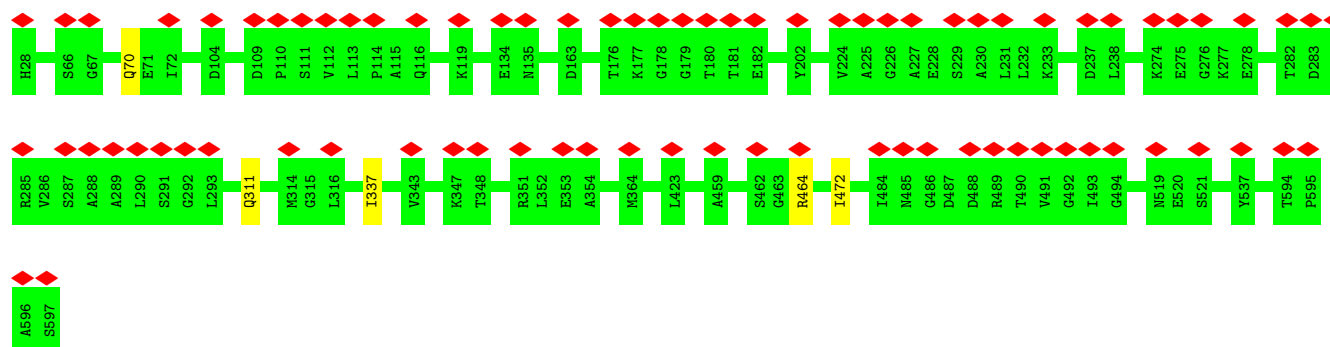 H28 S66 G67 Q70 E71 I72 D104 D109 P110 S111 V112 L113 P114 A115 Q116 K119 E134 N135 D163 T176 K177 G178 G179 T180 T181 E182 Y202 V224 A225 G226 A227 E228 S229 A230 L231 L232 K233 D237 L238 K274 E275 G276 K277 E278 T282 D283
R285 V286 S287 A288 A289 L290 S291 G292 L293 Q311 M314 G315 L316 I337 V343 K347 T348 R351 L352 E353 A354 M364 L423 A459 S462 G463 R464 I472 I484 N485 G486 D487 D488 R489 T490 V491 G492 I493 G494 N519 E520 S521 Y537 T594 P595
A596 S597